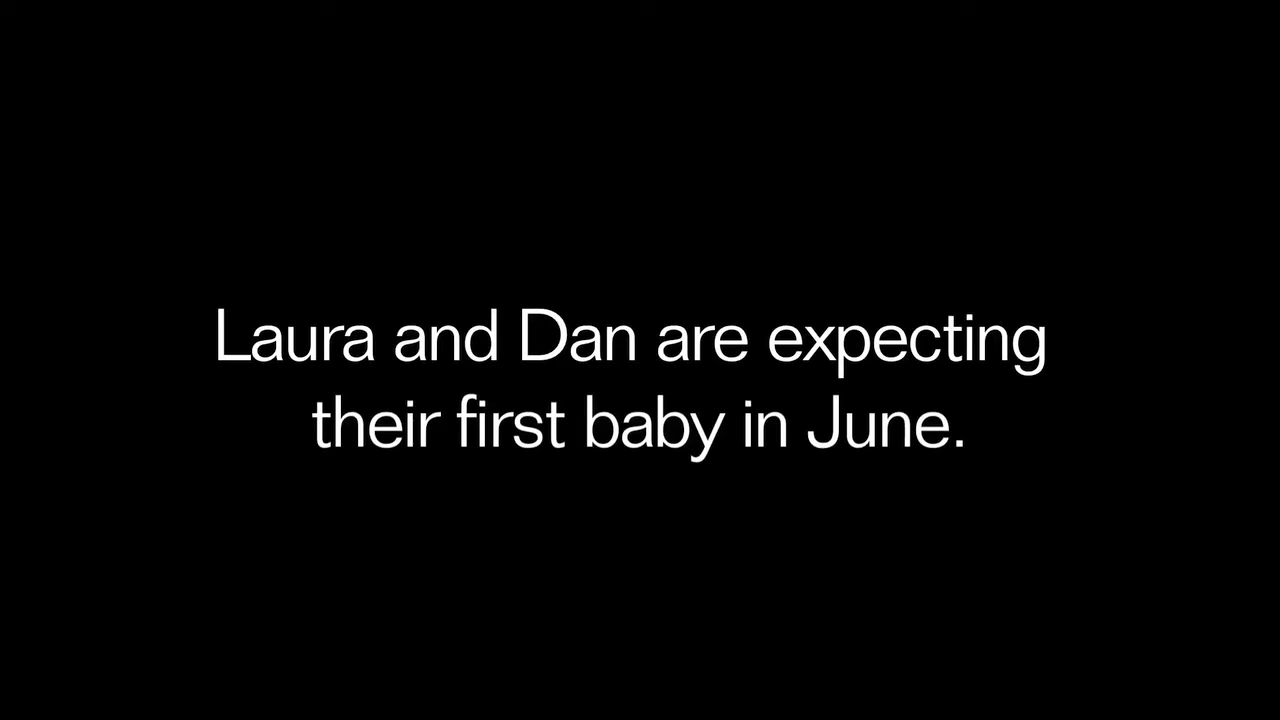 Laura and Dan are expecting
their first baby in June.